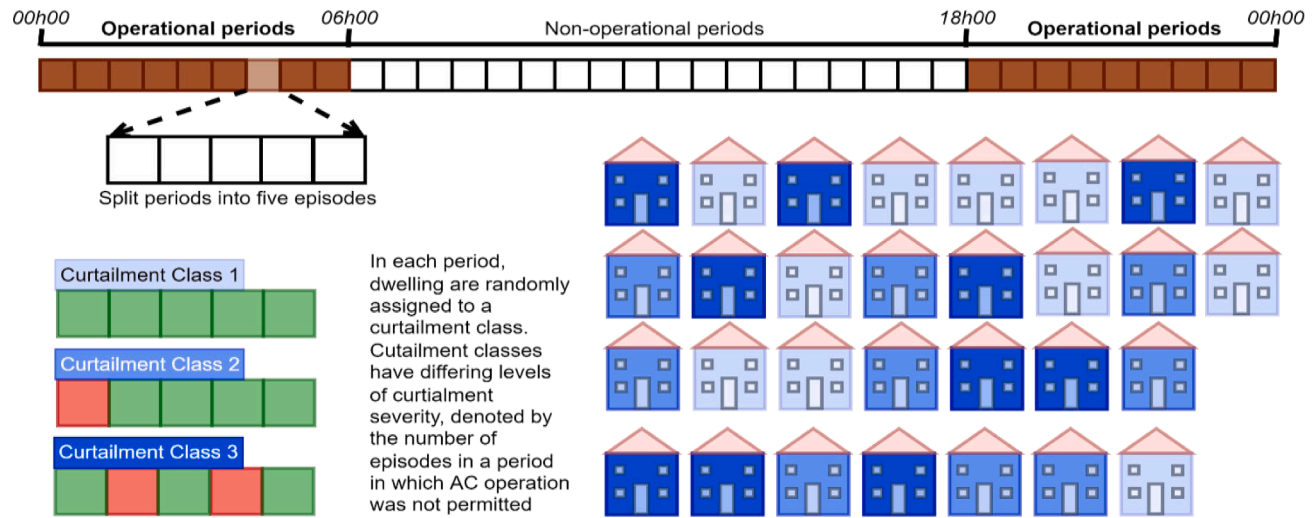 00h00
06h00
18h00
00h00
Operational periods
Non-operational periods
Operational periods
Split periods into five episodes
Curtailment Class 1
Curtailment Class 2
Curtailment Class 3
In each period,
dwelling are randomly
assigned to a
curtailment class.
Cutailment classes
have differing levels
of curtialment
severity, denoted by
the number of
episodes in a period
in which AC operation
was not permitted